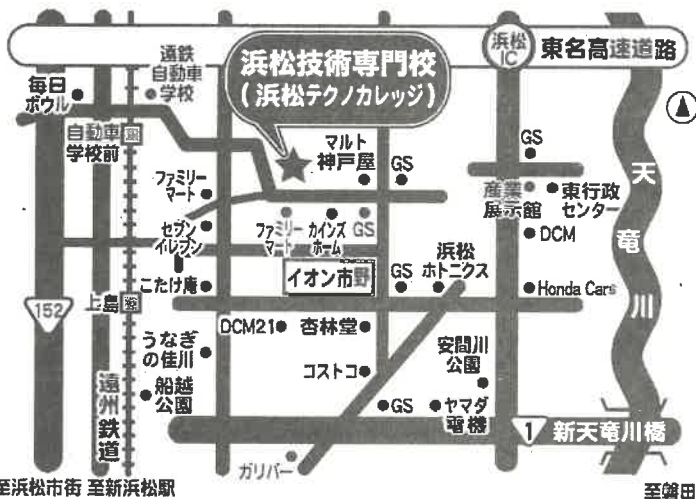 浜松
IC
東名高速道路
遠鉄
自動車
学校
浜松技術専門校
(浜松テクノカレッジ)
毎日
ボウル
自動車
学校前
駅
マルト
神戸屋
GS
GS
天竜川
ファミリー
マート
産業
展示館
東行政
センター
セブン
イレブン
ファミリー
マート
カインズ
ホーム
GS
DCM
浜松
ホトニクス
イオン市野
こたけ庵
GS
Honda Cars
152
上島
駅
DCM21
杏林堂
うなぎ
の佳川
安間川
公園
コストコ
船越
公園
遠州鉄道
GS
ヤマダ
電機
1
新天竜川橋
ガリバー
至浜松市街
至新浜松駅
至磐田